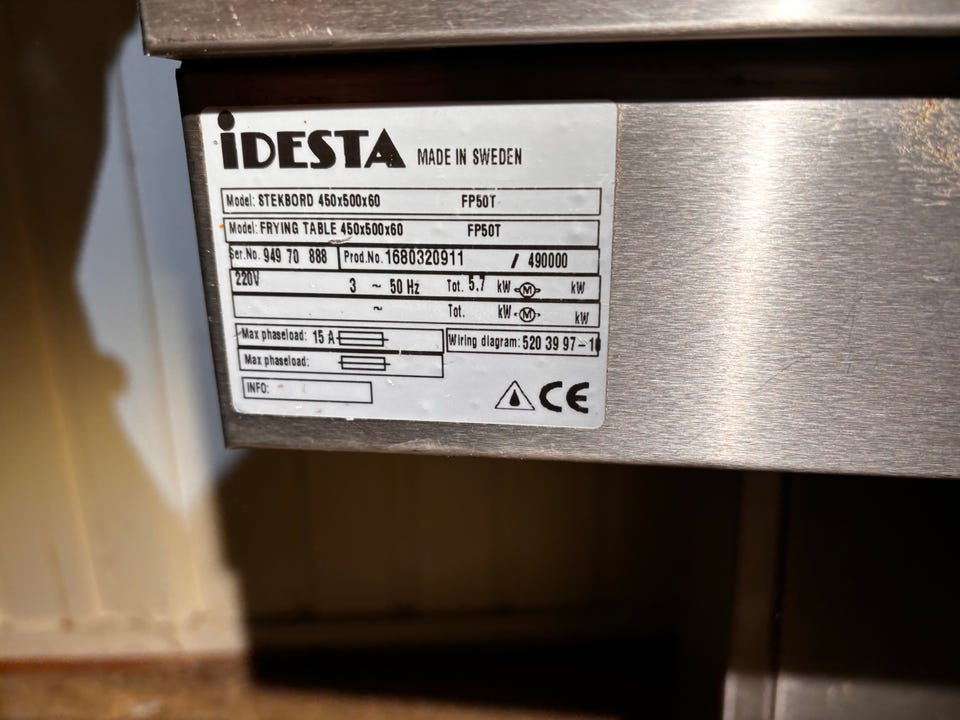 iDESTA MADE IN SWEDEN
Model: STEKBORD 450x500x60 FP50T
Model: FRYING TABLE 450x500x60 FP50T
Ser.No. 949 70 888 Prod.No. 1680320911 / 490000
220V 3 ~ 50 Hz Tot. 5,7 kW M kW
~ Tot. kW M kW
Max phaseload: 15 A Wiring diagram: 520 39 97-10
Max phaseload:
INFO:
CE